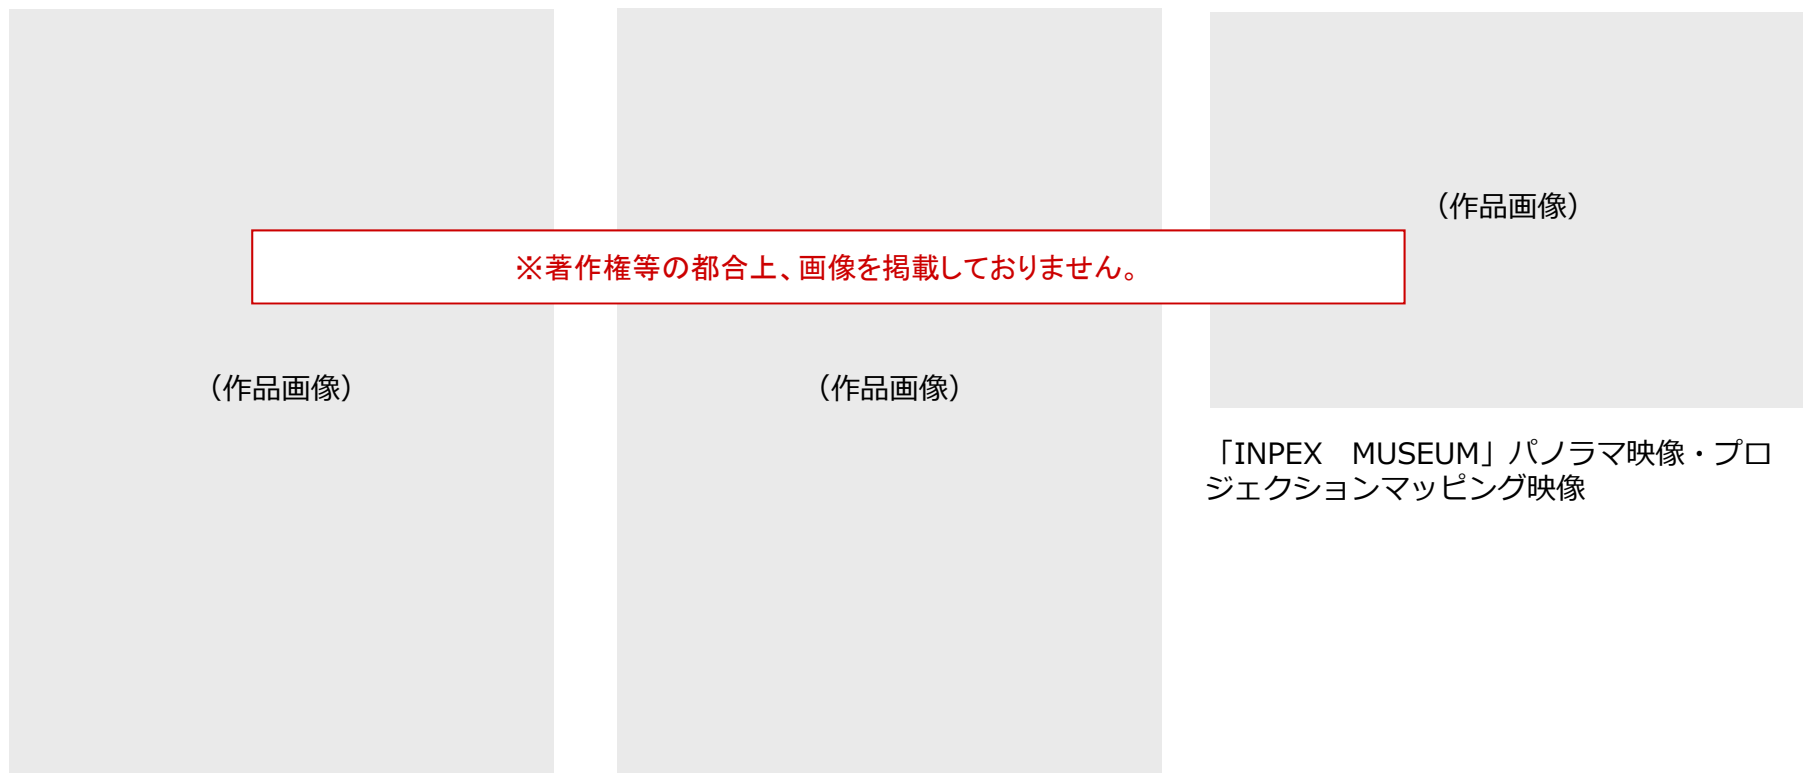 （作品画像）
※著作権等の都合上、画像を掲載しておりません。
（作品画像）
（作品画像）
「INPEX　MUSEUM」パノラマ映像・プロ
ジェクションマッピング映像